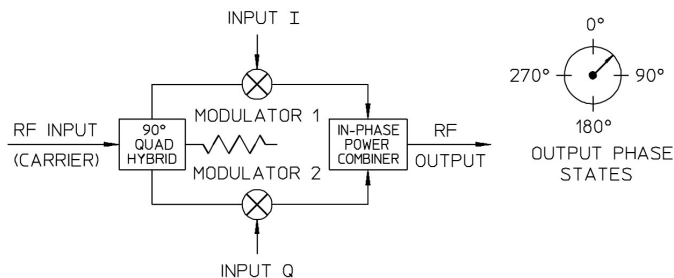 INPUT I
0°
270°
90°
180°
OUTPUT PHASE
STATES
MODULATOR 1
RF INPUT
(CARRIER)
90°
QUAD
HYBRID
IN-PHASE
POWER
COMBINER
RF
OUTPUT
MODULATOR 2
INPUT Q